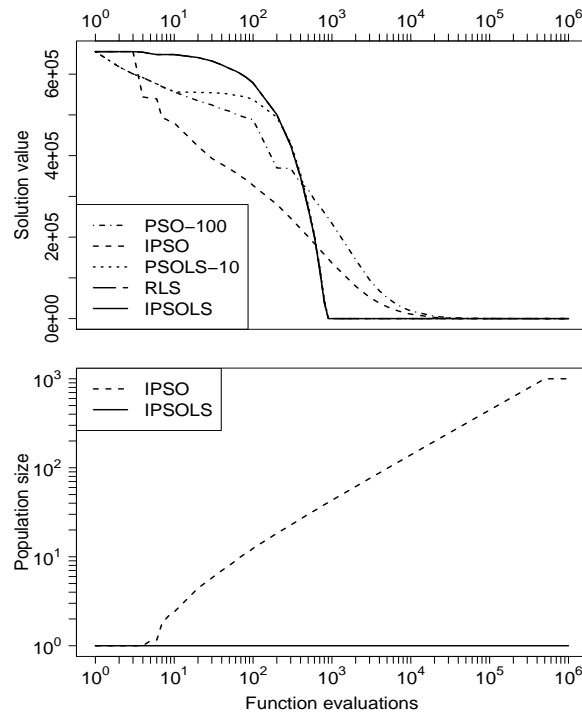 10^0 10^1 10^2 10^3 10^4 10^5 10^6
Solution value
6e+05
4e+05
2e+05
0e+00
PSO−100
IPSO
PSOLS−10
RLS
IPSOLS
Population size
10^3
10^2
10^1
10^0
IPSO
IPSOLS
10^0 10^1 10^2 10^3 10^4 10^5 10^6
Function evaluations